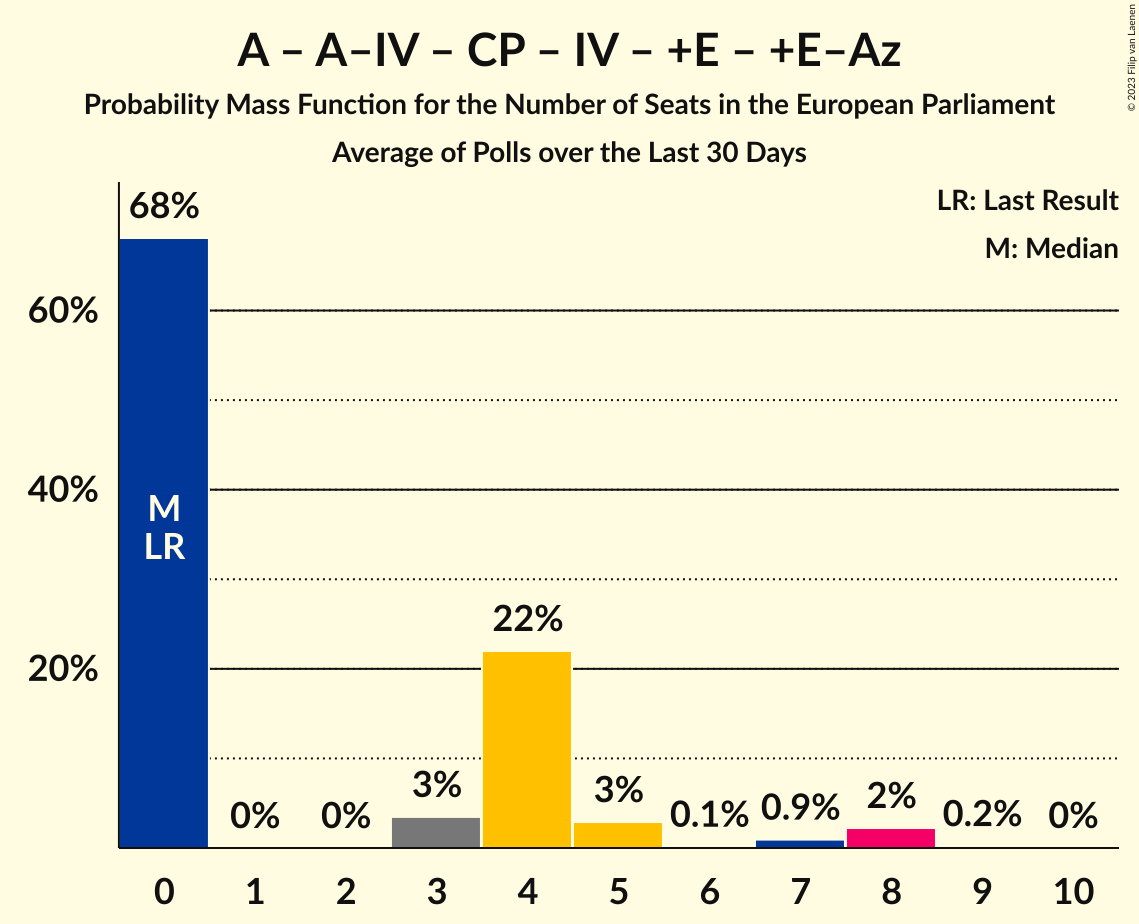 A – A–IV – CP – IV – +E – +E–Az
Probability Mass Function for the Number of Seats in the European Parliament
Average of Polls over the Last 30 Days
© 2023 Filip van Laenen
LR: Last Result
M: Median
68%
60%
40%
20%
M
LR
0%
0%
3%
22%
3%
0.1%
0.9%
2%
0.2%
0%
0 1 2 3 4 5 6 7 8 9 10